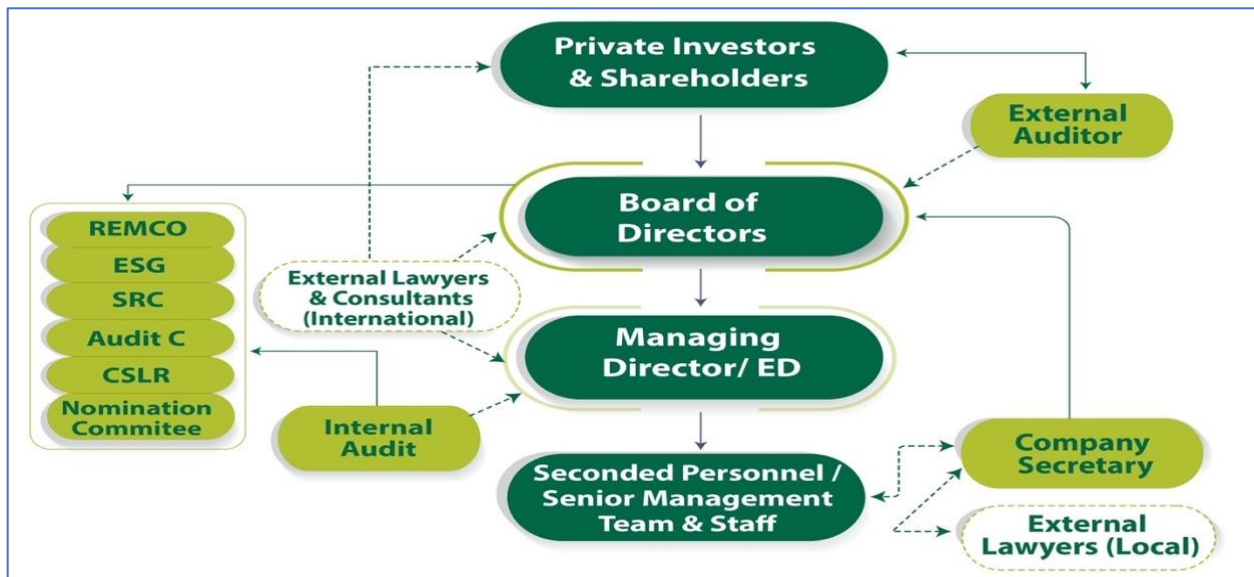 Private Investors
& Shareholders
External
Auditor
Board of
Directors
REMCO
ESG
SRC
Audit C
CSLR
Nomination
Commitee
External Lawyers
& Consultants
(International)
Managing
Director/ ED
Internal
Audit
Company
Secretary
Seconded Personnel /
Senior Management
Team & Staff
External
Lawyers (Local)